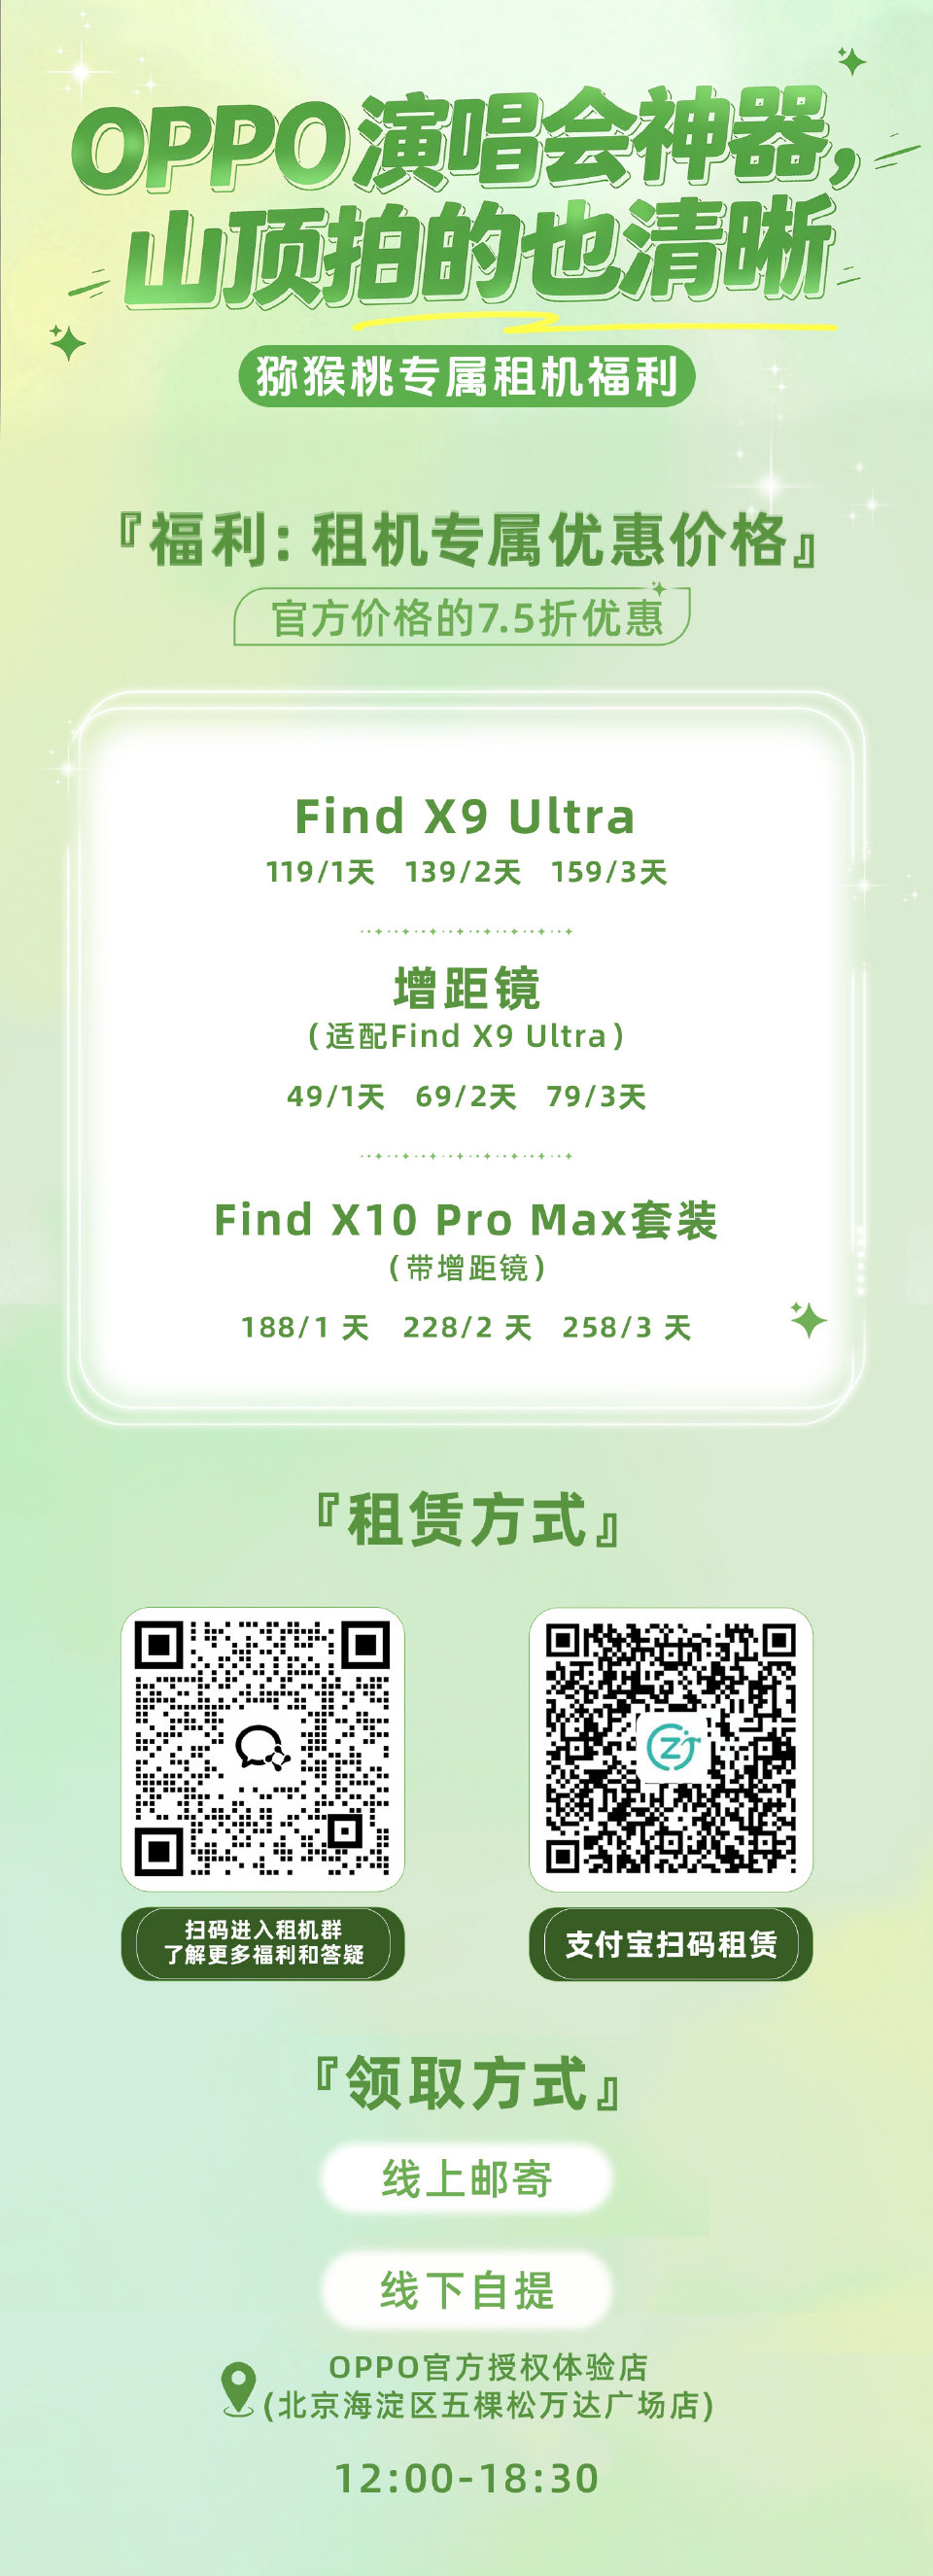 OPPO演唱会神器,
山顶拍的也清晰
猕猴桃专属租机福利
『福利: 租机专属优惠价格』
官方价格的7.5折优惠
Find X9 Ultra
119/1天 139/2天 159/3天
增距镜
(适配Find X9 Ultra)
49/1天 69/2天 79/3天
Find X10 Pro Max套装
(带增距镜)
188/1 天 228/2 天 258/3 天
『租赁方式』
扫码进入租机群
了解更多福利和答疑
支付宝扫码租赁
『领取方式』
线上邮寄
线下自提
OPPO官方授权体验店
(北京海淀区五棵松万达广场店)
12:00-18:30